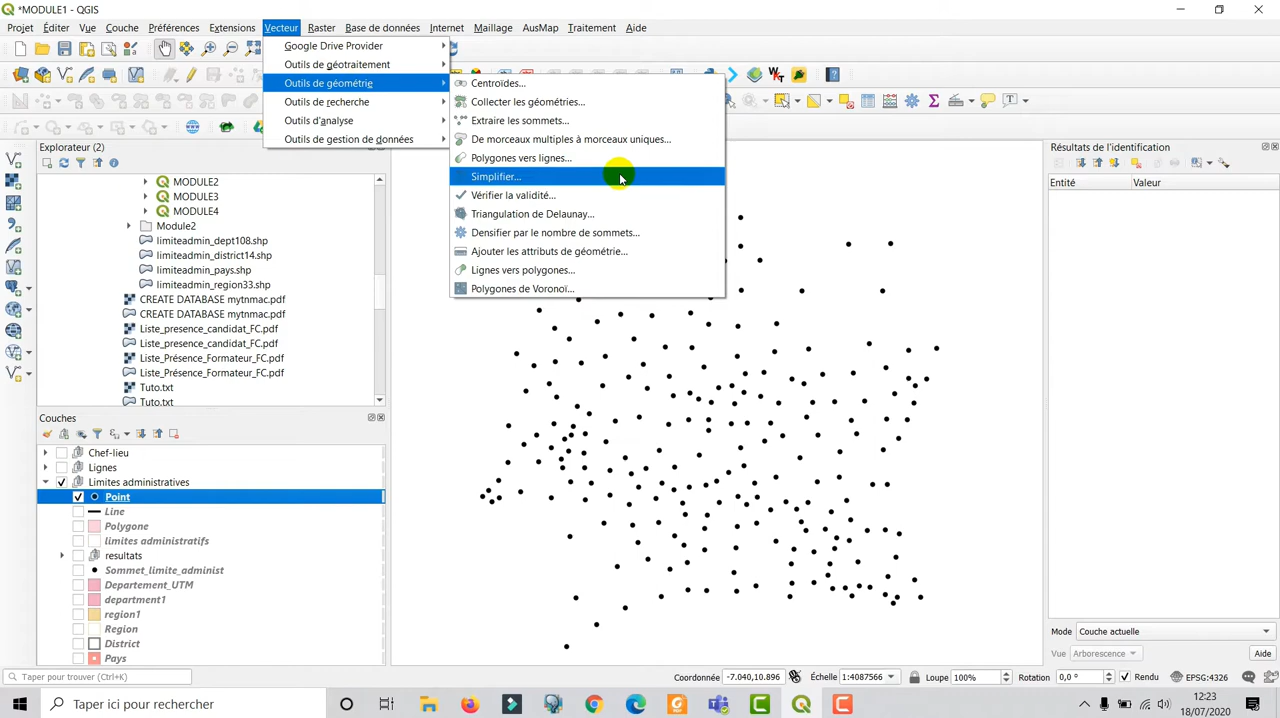 *MODULE1 - QGIS
Projet Éditer Vue Couche Préférences Extensions Vecteur Raster Base de données Internet Maillage AusMap Traitement Aide
Google Drive Provider
Outils de géotraitement
Outils de géométrie
Outils de recherche
Outils d'analyse
Outils de gestion de données
Centroïdes...
Collecter les géométries...
Extraire les sommets...
De morceaux multiples à morceaux uniques...
Polygones vers lignes...
Simplifier...
Vérifier la validité...
Triangulation de Delaunay...
Densifier par le nombre de sommets...
Ajouter les attributs de géométrie...
Lignes vers polygones...
Polygones de Voronoï...
Explorateur (2)
MODULE2
MODULE3
MODULE4
Module2
limiteadmin_dept108.shp
limiteadmin_district14.shp
limiteadmin_pays.shp
limiteadmin_region33.shp
CREATE DATABASE mytnmac.pdf
CREATE DATABASE mytnmac.pdf
Liste_presence_candidat_FC.pdf
Liste_presence_candidat_FC.pdf
Liste_Présence_Formateur_FC.pdf
Liste_Présence_Formateur_FC.pdf
Tuto.txt
Tuto.txt
Couches
Chef-lieu
Lignes
Limites administratives
Point
Line
Polygone
limites administratifs
resultats
Sommet_limite_administ
Departement_UTM
department1
region1
Region
District
Pays
Résultats de l'identification
Entité Valeur
Mode Couche actuelle
Vue Arborescence Aide
Taper pour trouver (Ctrl+K)
Coordonnée -7.040,10.896 Échelle 1:4087566 Loupe 100% Rotation 0,0 ° Rendu EPSG:4326
Taper ici pour rechercher
12:23
18/07/2020